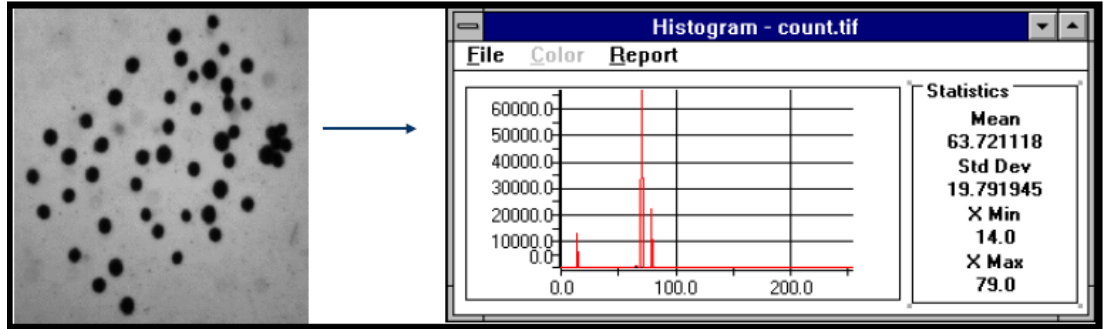 Histogram - count.tif
File Color Report
60000.0
50000.0
40000.0
30000.0
20000.0
10000.0
0.0
0.0 100.0 200.0
Statistics
Mean
63.721118
Std Dev
19.791945
X Min
14.0
X Max
79.0